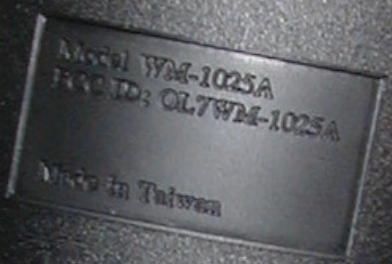 Model WM-1025A
FCC ID: OL7WM-1025A
Made in Taiwan